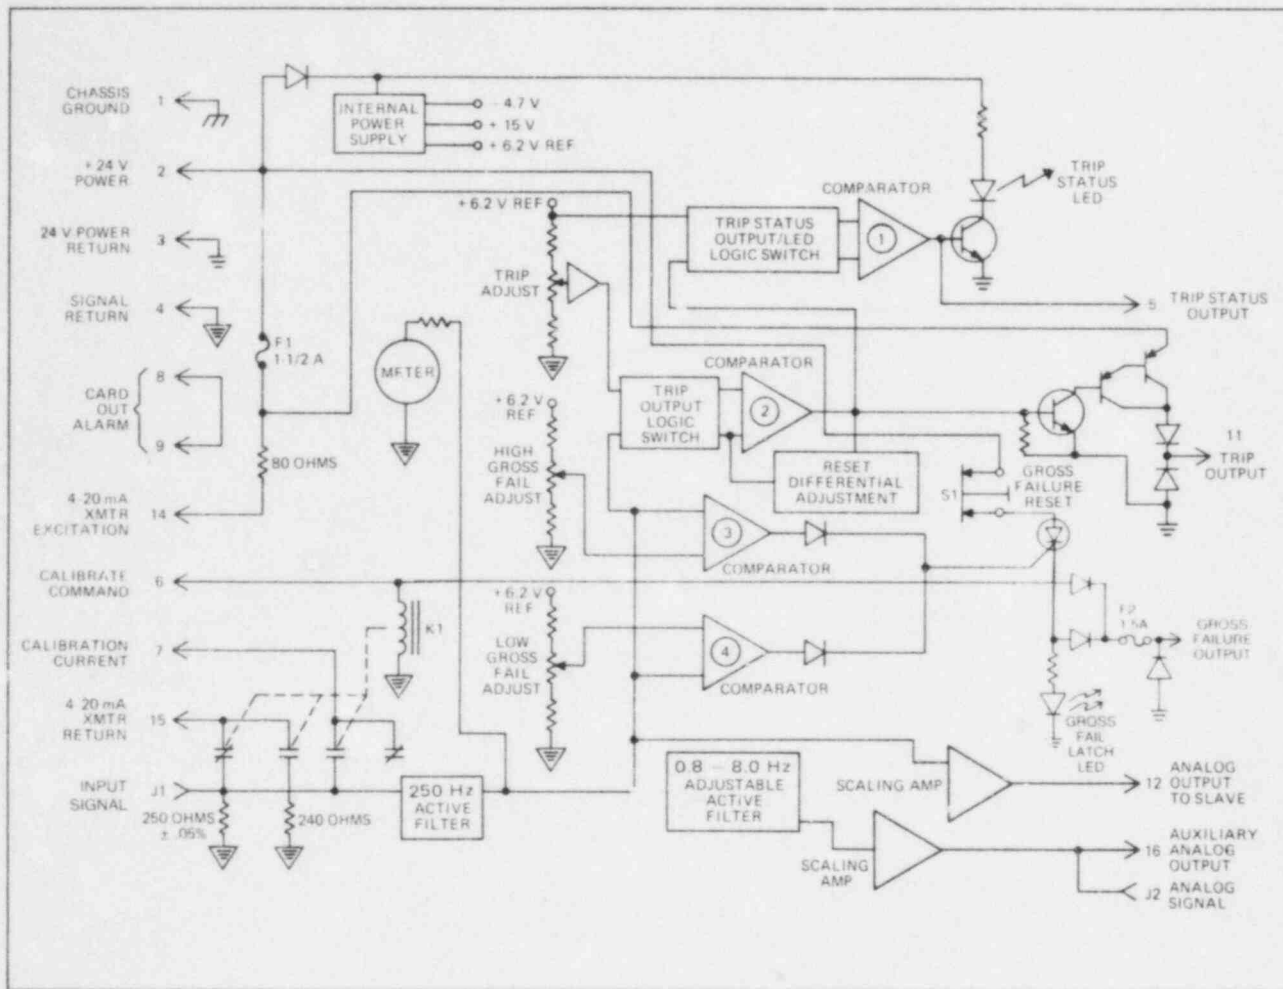 CHASSIS
GROUND 1
+24 V
POWER 2
24 V POWER
RETURN 3
SIGNAL
RETURN 4
CARD
OUT
ALARM
8
9
4-20 mA
XMTR
EXCITATION 14
CALIBRATE
COMMAND 6
CALIBRATION
CURRENT 7
4-20 mA
XMTR
RETURN 15
INPUT
SIGNAL J1
INTERNAL
POWER
SUPPLY
- 4.7 V
+ 15 V
+ 6.2 V REF
F1
1-1/2 A
80 OHMS
METER
K1
250 OHMS
± .05%
240 OHMS
250 Hz
ACTIVE
FILTER
+6.2 V REF
TRIP
ADJUST
+6.2 V
REF
HIGH
GROSS
FAIL
ADJUST
+6.2 V
REF
LOW
GROSS
FAIL
ADJUST
TRIP STATUS
OUTPUT/LED
LOGIC SWITCH
COMPARATOR
1
TRIP
STATUS
LED
5 TRIP STATUS
OUTPUT
TRIP
OUTPUT
LOGIC
SWITCH
COMPARATOR
2
RESET
DIFFERENTIAL
ADJUSTMENT
S1
GROSS
FAILURE
RESET
11
TRIP
OUTPUT
3
COMPARATOR
4
COMPARATOR
F2
1.5A
GROSS
FAILURE
OUTPUT
GROSS
FAIL
LATCH
LED
0.8 – 8.0 Hz
ADJUSTABLE
ACTIVE
FILTER
SCALING AMP
12 ANALOG
OUTPUT
TO SLAVE
SCALING
AMP
16 AUXILIARY
ANALOG
OUTPUT
J2 ANALOG
SIGNAL